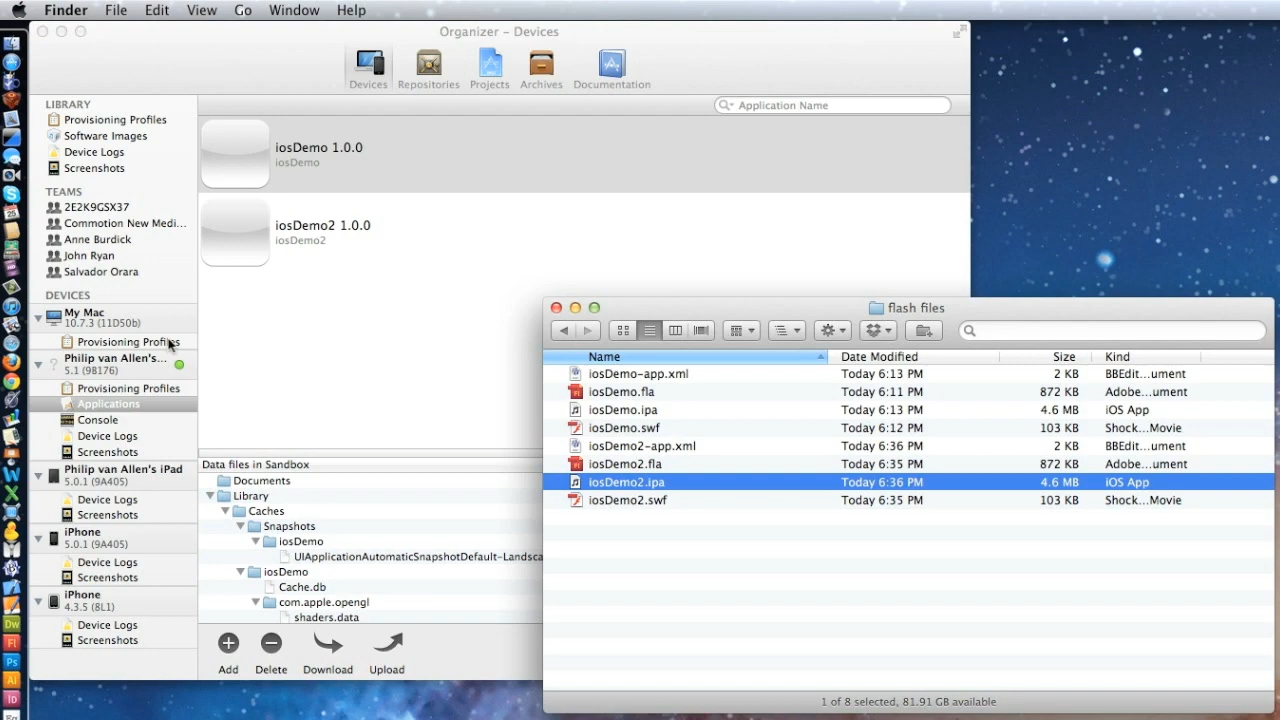 Finder File Edit View Go Window Help
Organizer – Devices
Devices Repositories Projects Archives Documentation
Application Name
LIBRARY
Provisioning Profiles
Software Images
Device Logs
Screenshots
TEAMS
2E2K9GSX37
Commotion New Medi...
Anne Burdick
John Ryan
Salvador Orara
DEVICES
My Mac
10.7.3 (11D50b)
Provisioning Profiles
Philip van Allen's...
5.1 (98176)
Provisioning Profiles
Applications
Console
Device Logs
Screenshots
Philip van Allen's iPad
5.0.1 (9A405)
Device Logs
Screenshots
iPhone
5.0.1 (9A405)
Device Logs
Screenshots
iPhone
4.3.5 (8L1)
Device Logs
Screenshots
iosDemo 1.0.0
iosDemo
iosDemo2 1.0.0
iosDemo2
Data files in Sandbox
Documents
Library
Caches
Snapshots
iosDemo
UIApplicationAutomaticSnapshotDefault-Landsca
iosDemo
Cache.db
com.apple.opengl
shaders.data
Add Delete Download Upload
flash files
Name Date Modified Size Kind
iosDemo-app.xml Today 6:13 PM 2 KB BBEdit...ument
iosDemo.fla Today 6:11 PM 872 KB Adobe...ument
iosDemo.ipa Today 6:13 PM 4.6 MB iOS App
iosDemo.swf Today 6:12 PM 103 KB Shock...Movie
iosDemo2-app.xml Today 6:36 PM 2 KB BBEdit...ument
iosDemo2.fla Today 6:35 PM 872 KB Adobe...ument
iosDemo2.ipa Today 6:36 PM 4.6 MB iOS App
iosDemo2.swf Today 6:35 PM 103 KB Shock...Movie
1 of 8 selected, 81.91 GB available
Dw
Fl
Ps
Ai
ID